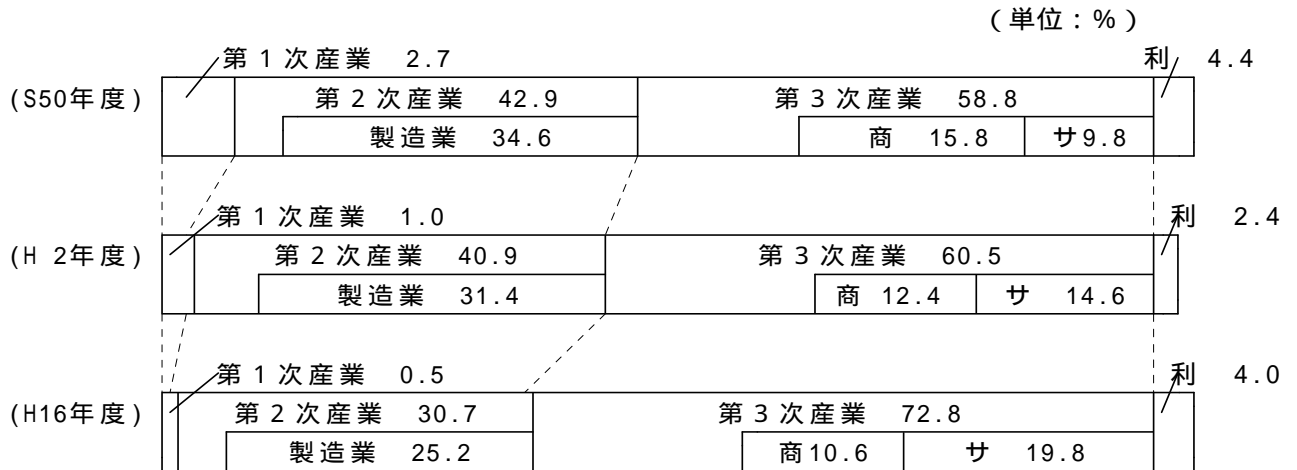 (単位:%)
第1次産業 2.7 利 4.4
(S50年度) 第2次産業 42.9 第3次産業 58.8
製造業 34.6 商 15.8 サ9.8
第1次産業 1.0 利 2.4
(H 2年度) 第2次産業 40.9 第3次産業 60.5
製造業 31.4 商 12.4 サ 14.6
第1次産業 0.5 利 4.0
(H16年度) 第2次産業 30.7 第3次産業 72.8
製造業 25.2 商10.6 サ 19.8